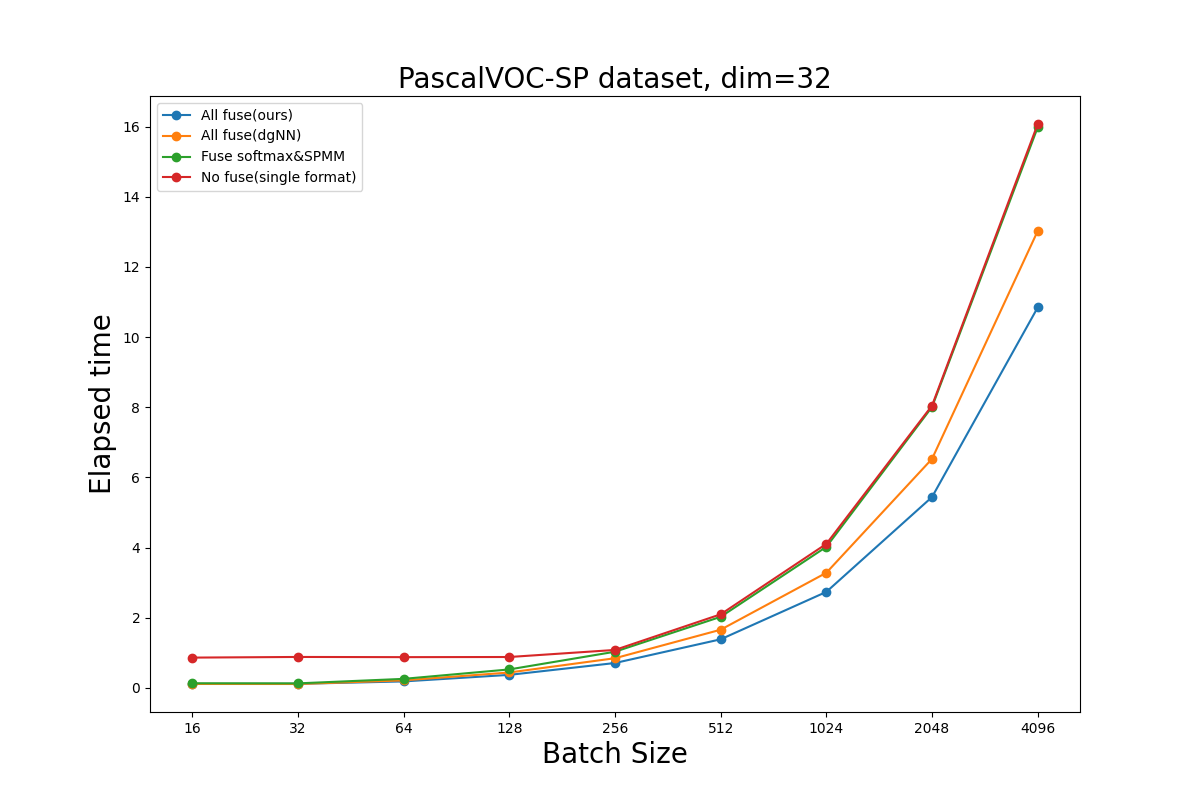 PascalVOC-SP dataset, dim=32
All fuse(ours)
All fuse(dgNN)
Fuse softmax&SPMM
No fuse(single format)
16
14
12
10
8
6
4
2
0
Elapsed time
16 32 64 128 256 512 1024 2048 4096
Batch Size